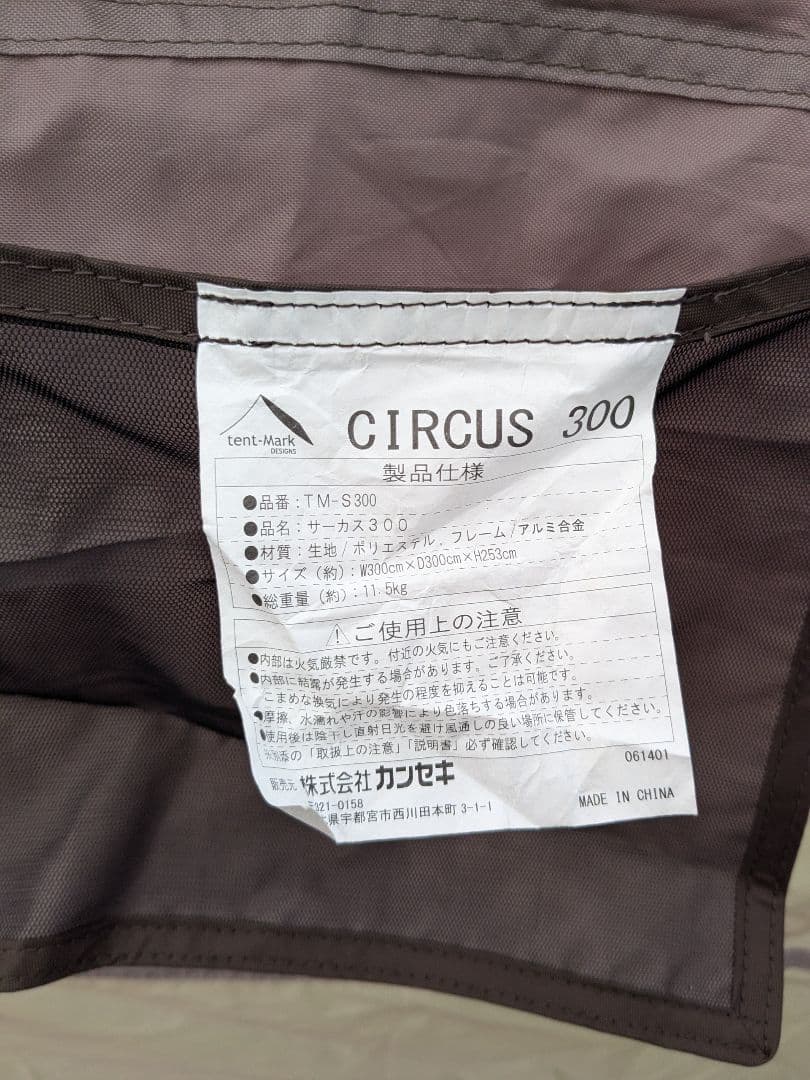 tent-Mark
DESIGNS
CIRCUS 300
製品仕様
●品番：TM-S300
●品名：サーカス３００
●材質：生地/ポリエステル．フレーム/アルミ合金
●サイズ（約）：W300cm×D300cm×H253cm
●総重量（約）：11.5kg
⚠ご使用上の注意
●内部は火気厳禁です。付近の火気にもご注意ください。
●内部に結露が発生する場合があります。ご了承ください。
こまめな換気により発生の程度を抑えることは可能です。
●摩擦、水濡れや汗の影響により色落ちする場合があります。
●使用後は陰干し直射日光を避け風通しの良い場所に保管してください。
の「取扱上の注意」「説明書」必ず確認してください。
061401
販売元 株式会社カンセキ
〒321-0158
県宇都宮市西川田本町 3-1-1
MADE IN CHINA